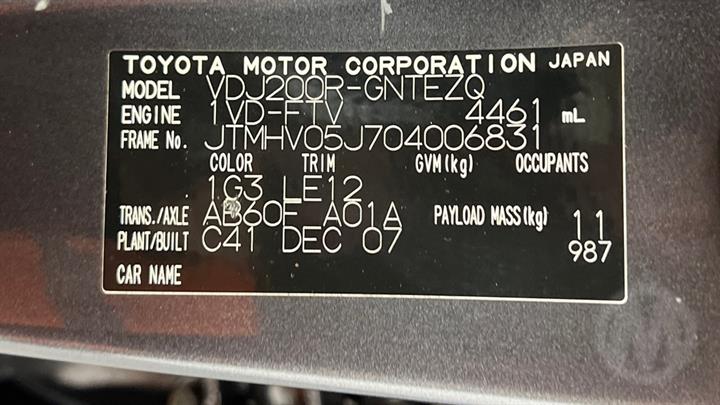 TOYOTA MOTOR CORPORATION JAPAN
MODEL VDJ200R-GNTEZQ
ENGINE 1VD-FTV 4461 mL
FRAME No. JTMHV05J704006831
COLOR TRIM GVM(kg) OCCUPANTS
1G3 LE12
TRANS./AXLE AB60F A01A PAYLOAD MASS(kg) 11
PLANT/BUILT C41 DEC 07 987
CAR NAME